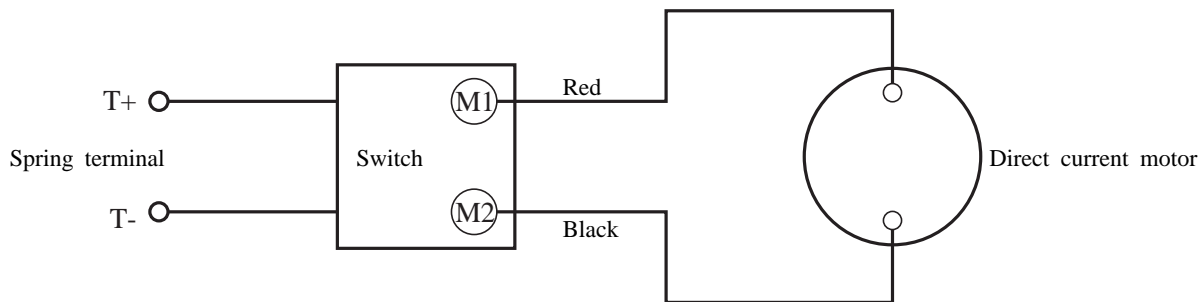 Red
T+
M1
Spring terminal
Switch
Direct current motor
T-
M2
Black